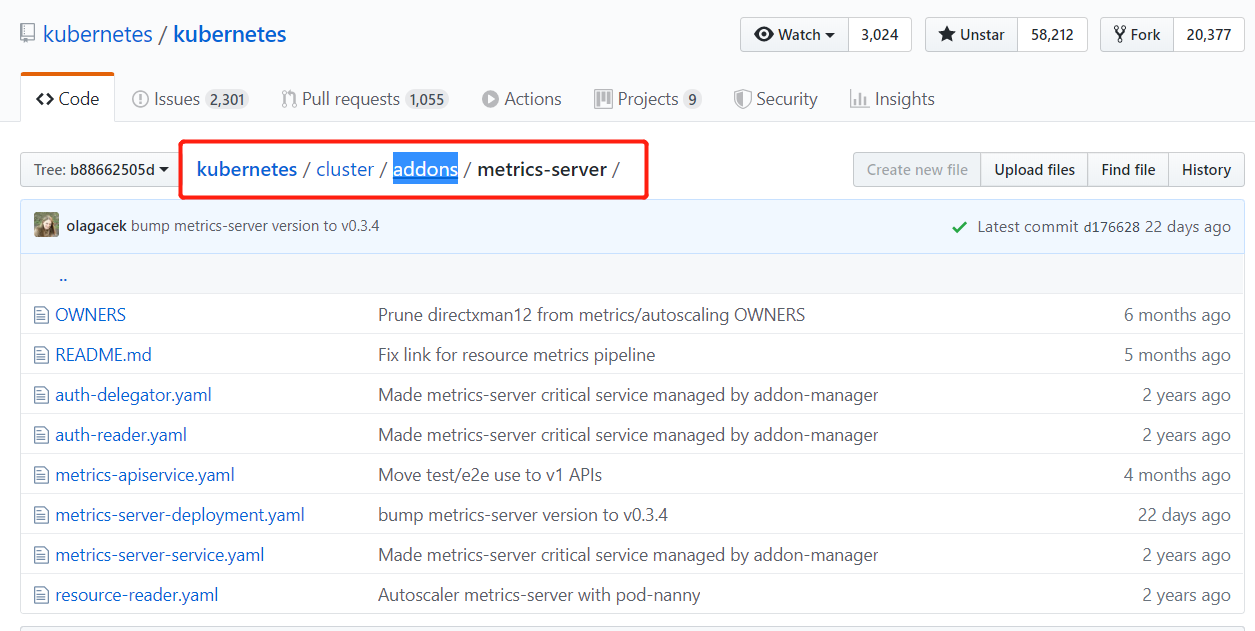 kubernetes / kubernetes Watch 3,024 Unstar 58,212 Fork 20,377
Code Issues 2,301 Pull requests 1,055 Actions Projects 9 Security Insights
Tree: b88662505d kubernetes / cluster / addons / metrics-server / Create new file Upload files Find file History
olagacek bump metrics-server version to v0.3.4 Latest commit d176628 22 days ago
..
OWNERS Prune directxman12 from metrics/autoscaling OWNERS 6 months ago
README.md Fix link for resource metrics pipeline 5 months ago
auth-delegator.yaml Made metrics-server critical service managed by addon-manager 2 years ago
auth-reader.yaml Made metrics-server critical service managed by addon-manager 2 years ago
metrics-apiservice.yaml Move test/e2e use to v1 APIs 4 months ago
metrics-server-deployment.yaml bump metrics-server version to v0.3.4 22 days ago
metrics-server-service.yaml Made metrics-server critical service managed by addon-manager 2 years ago
resource-reader.yaml Autoscaler metrics-server with pod-nanny 2 years ago